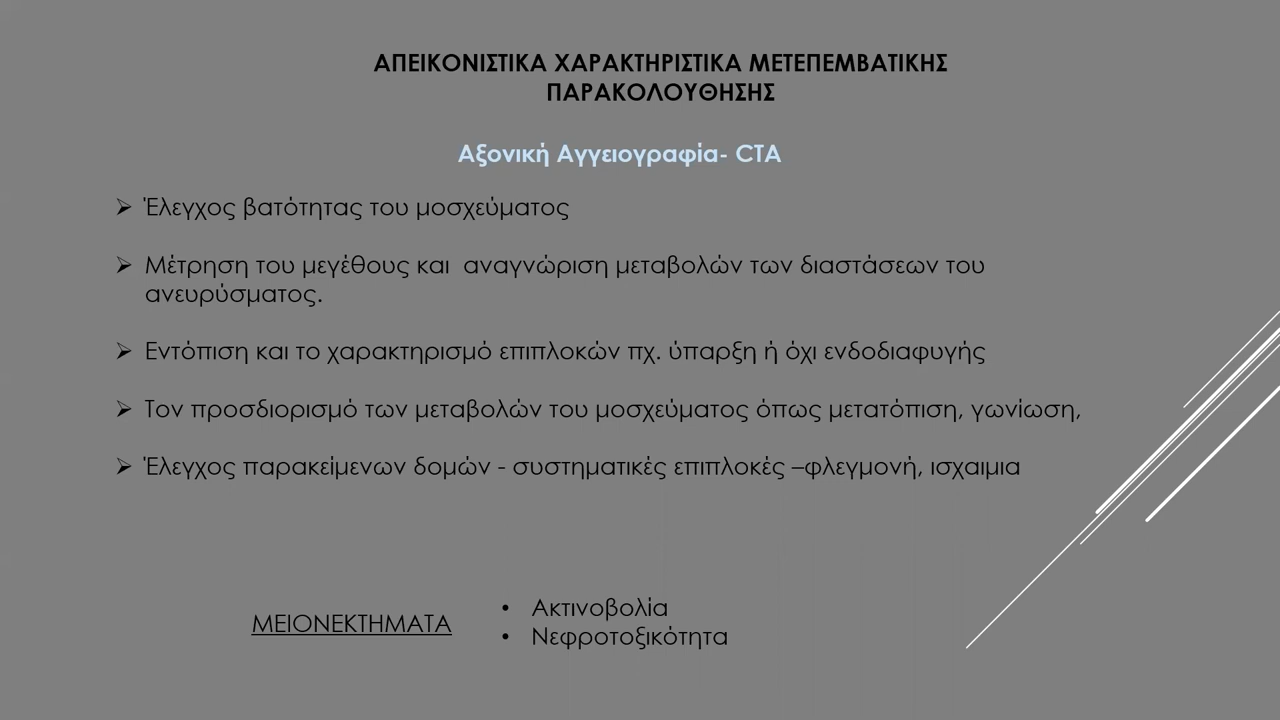 ΑΠΕΙΚΟΝΙΣΤΙΚΑ ΧΑΡΑΚΤΗΡΙΣΤΙΚΑ ΜΕΤΕΠΕΜΒΑΤΙΚΗΣ
ΠΑΡΑΚΟΛΟΥΘΗΣΗΣ
Αξονική Αγγειογραφία- CTA
➢ Έλεγχος βατότητας του μοσχεύματος
➢ Μέτρηση του μεγέθους και  αναγνώριση μεταβολών των διαστάσεων του
ανευρύσματος.
➢ Εντόπιση και το χαρακτηρισμό επιπλοκών πχ. ύπαρξη ή όχι ενδοδιαφυγής
➢ Τον προσδιορισμό των μεταβολών του μοσχεύματος όπως μετατόπιση, γωνίωση,
➢ Έλεγχος παρακείμενων δομών - συστηματικές επιπλοκές –φλεγμονή, ισχαιμια
ΜΕΙΟΝΕΚΤΗΜΑΤΑ
• Ακτινοβολία
• Νεφροτοξικότητα